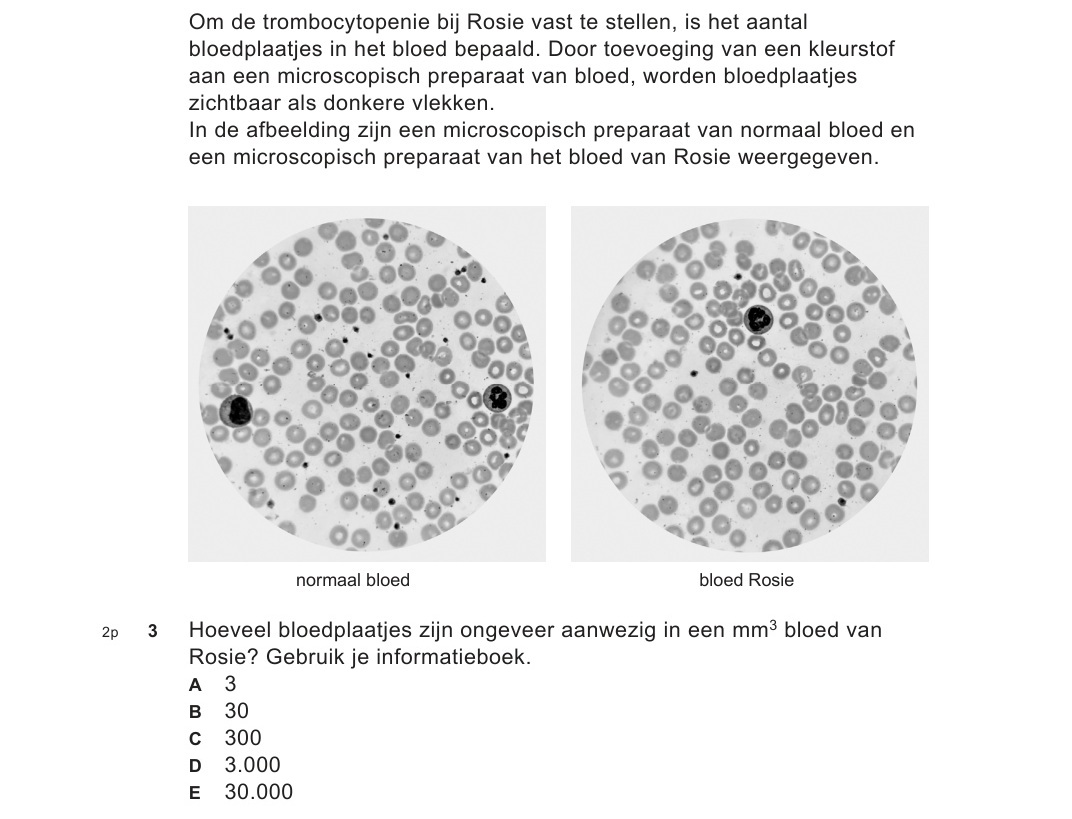 Om de trombocytopenie bij Rosie vast te stellen, is het aantal
bloedplaatjes in het bloed bepaald. Door toevoeging van een kleurstof
aan een microscopisch preparaat van bloed, worden bloedplaatjes
zichtbaar als donkere vlekken.
In de afbeelding zijn een microscopisch preparaat van normaal bloed en
een microscopisch preparaat van het bloed van Rosie weergegeven.
normaal bloed
bloed Rosie
2p 3 Hoeveel bloedplaatjes zijn ongeveer aanwezig in een mm³ bloed van
Rosie? Gebruik je informatieboek.
A 3
B 30
C 300
D 3.000
E 30.000